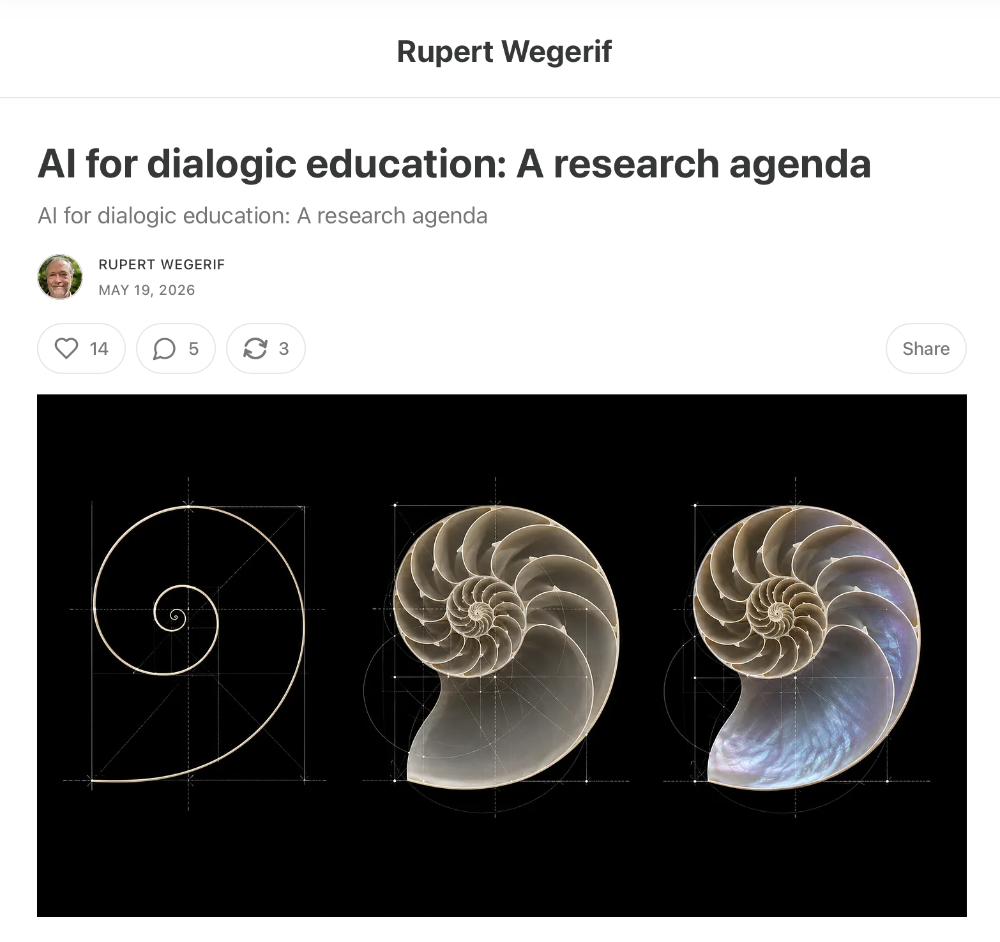 Rupert Wegerif
AI for dialogic education: A research agenda
AI for dialogic education: A research agenda
RUPERT WEGERIF
MAY 19, 2026
14 5 3 Share